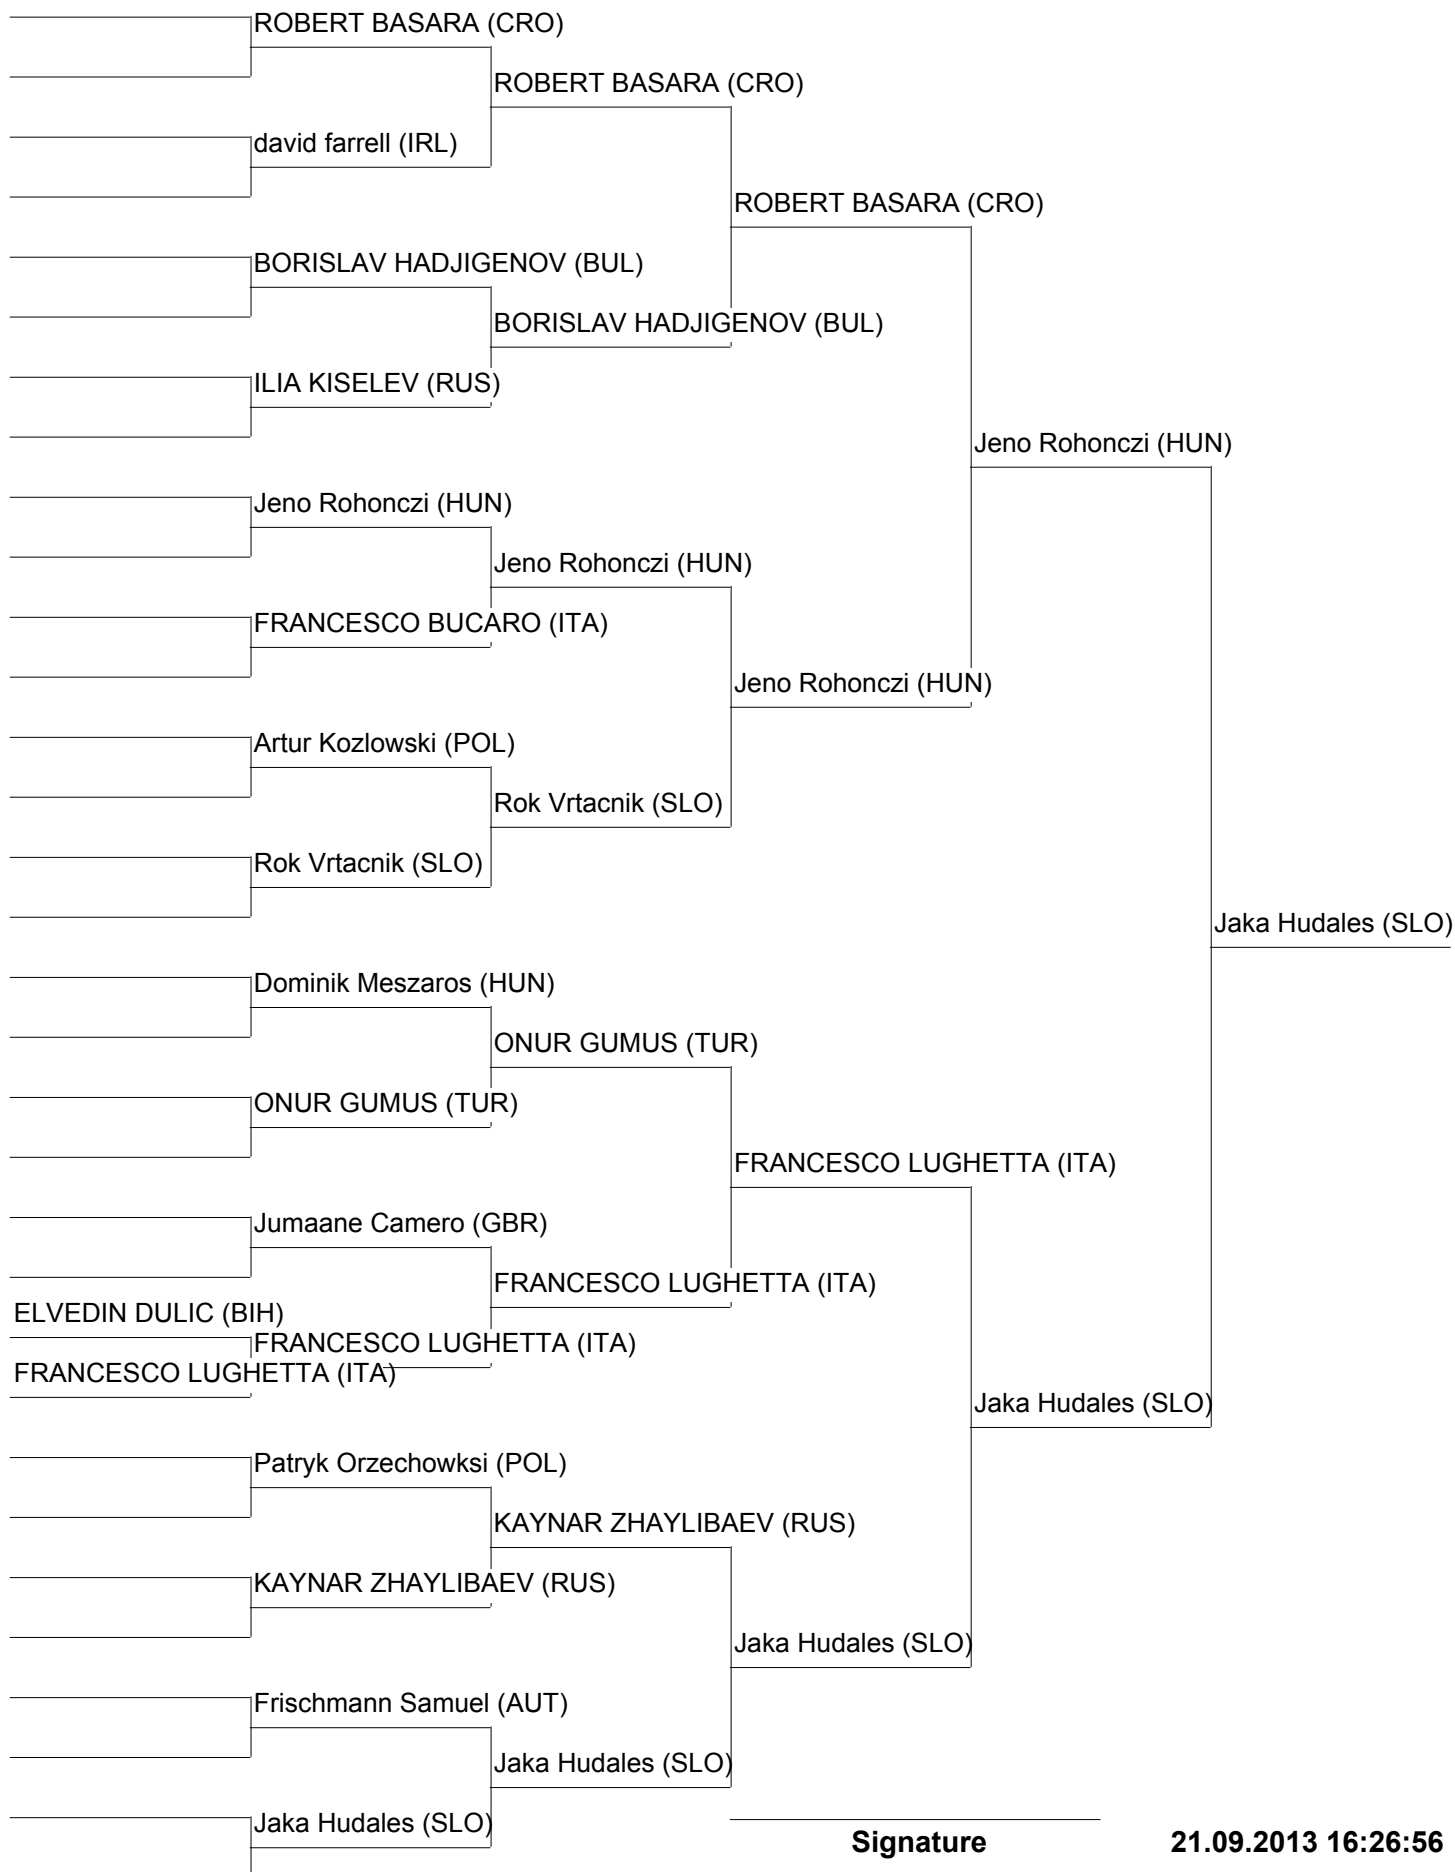 ROBERT BASARA (CRO)
ROBERT BASARA (CRO)
david farrell (IRL)
ROBERT BASARA (CRO)
BORISLAV HADJIGENOV (BUL)
BORISLAV HADJIGENOV (BUL)
ILIA KISELEV (RUS)
Jeno Rohonczi (HUN)
Jeno Rohonczi (HUN)
Jeno Rohonczi (HUN)
FRANCESCO BUCARO (ITA)
Jeno Rohonczi (HUN)
Artur Kozlowski (POL)
Rok Vrtacnik (SLO)
Rok Vrtacnik (SLO)
Jaka Hudales (SLO)
Dominik Meszaros (HUN)
ONUR GUMUS (TUR)
ONUR GUMUS (TUR)
FRANCESCO LUGHETTA (ITA)
Jumaane Camero (GBR)
FRANCESCO LUGHETTA (ITA)
ELVEDIN DULIC (BIH)
FRANCESCO LUGHETTA (ITA)
FRANCESCO LUGHETTA (ITA)
Jaka Hudales (SLO)
Patryk Orzechowksi (POL)
KAYNAR ZHAYLIBAEV (RUS)
KAYNAR ZHAYLIBAEV (RUS)
Jaka Hudales (SLO)
Frischmann Samuel (AUT)
Jaka Hudales (SLO)
Jaka Hudales (SLO)
Signature 21.09.2013 16:26:56